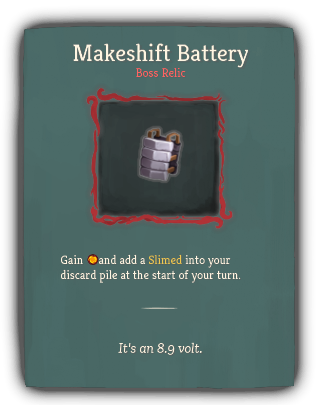 Makeshift Battery
Boss Relic
Gain and add a Slimed into your
discard pile at the start of your turn.
It's an 8.9 volt.